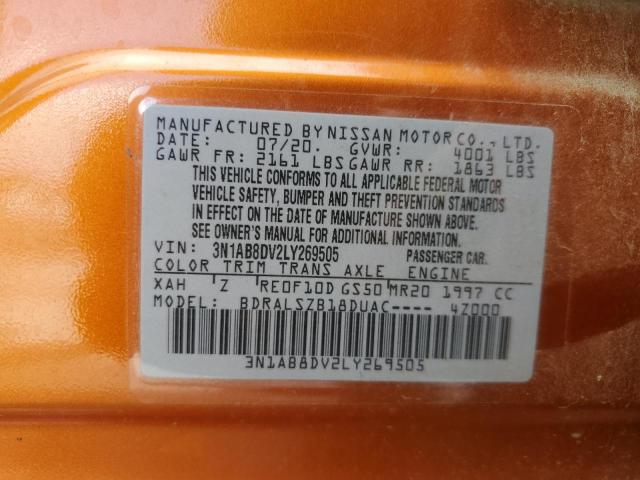 MANUFACTURED BY NISSAN MOTOR CO., LTD.
DATE: 07/20. GVWR: 4001 LBS
GAWR FR: 2161 LBS GAWR RR: 1863 LBS
THIS VEHICLE CONFORMS TO ALL APPLICABLE FEDERAL MOTOR
VEHICLE SAFETY, BUMPER AND THEFT PREVENTION STANDARDS
IN EFFECT ON THE DATE OF MANUFACTURE SHOWN ABOVE.
SEE OWNER'S MANUAL FOR ADDITIONAL INFORMATION.
VIN: 3N1AB8DV2LY269505 PASSENGER CAR.
COLOR TRIM TRANS AXLE ENGINE
XAH Z RE0F10D GS50 MR20 1997 CC
MODEL: BDRALSZB18DUAC---- 4Z000
3N1AB8DV2LY269505